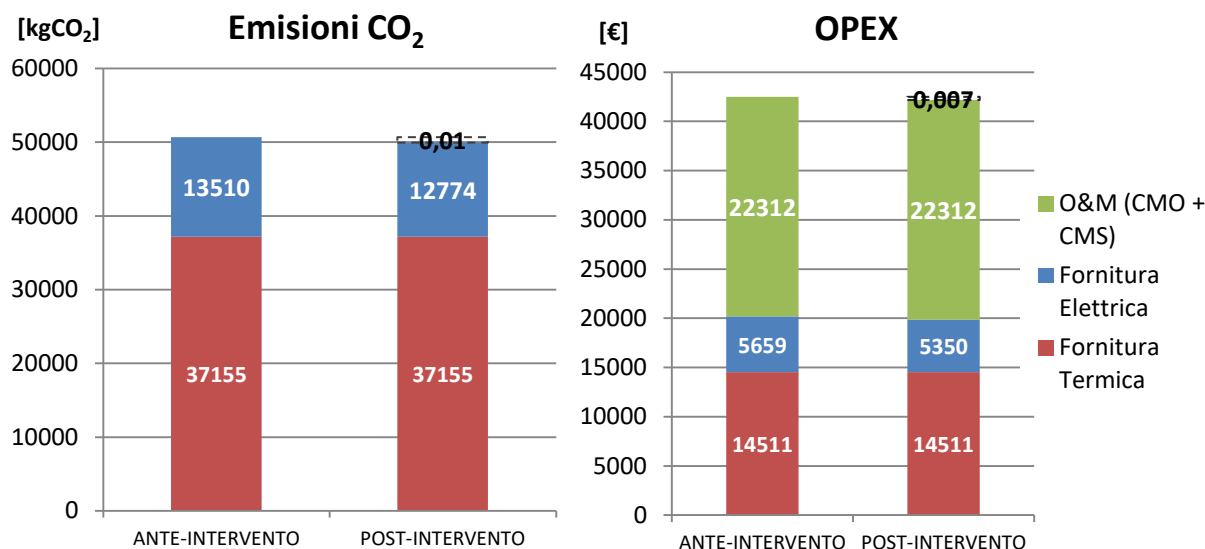 [kgCO2]
Emisioni CO2
60000
50000
40000
30000
20000
10000
0
0,01
13510
12774
37155
37155
ANTE-INTERVENTO
POST-INTERVENTO
[€]
OPEX
45000
40000
35000
30000
25000
20000
15000
10000
5000
0
0,007
22312
22312
5659
5350
14511
14511
ANTE-INTERVENTO
POST-INTERVENTO
O&M (CMO +
CMS)
Fornitura
Elettrica
Fornitura
Termica